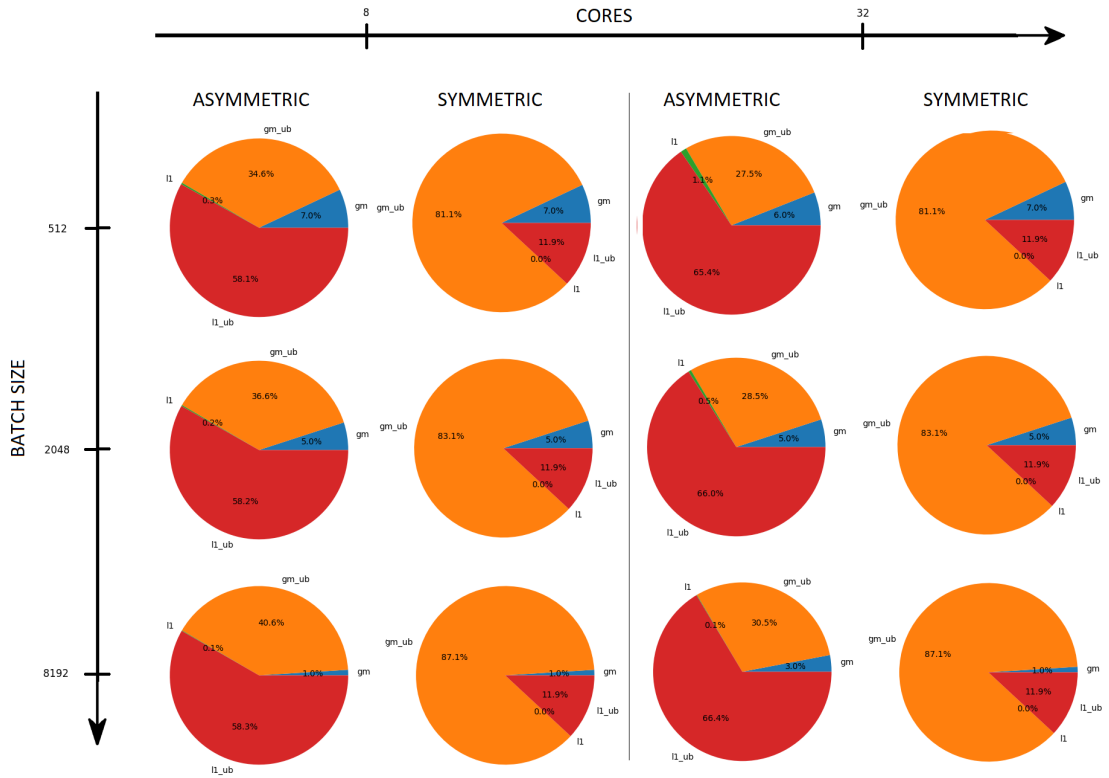 CORES
8
32
ASYMMETRIC
SYMMETRIC
ASYMMETRIC
SYMMETRIC
BATCH SIZE
512
gm_ub
34.6%
l1
0.3%
7.0%
gm
58.1%
l1_ub
gm_ub
81.1%
7.0%
gm
11.9%
0.0%
l1_ub
l1
gm_ub
27.5%
l1
1.1%
6.0%
gm
65.4%
l1_ub
gm_ub
81.1%
7.0%
gm
11.9%
0.0%
l1_ub
l1
2048
gm_ub
36.6%
l1
0.2%
5.0%
gm
58.2%
l1_ub
gm_ub
83.1%
5.0%
gm
11.9%
0.0%
l1_ub
l1
gm_ub
28.5%
l1
0.5%
5.0%
gm
66.0%
l1_ub
gm_ub
83.1%
5.0%
gm
11.9%
0.0%
l1_ub
l1
8192
gm_ub
40.6%
l1
0.1%
1.0%
gm
58.3%
l1_ub
gm_ub
87.1%
1.0%
gm
11.9%
0.0%
l1_ub
l1
gm_ub
30.5%
l1
0.1%
3.0%
gm
66.4%
l1_ub
gm_ub
87.1%
1.0%
gm
11.9%
0.0%
l1_ub
l1